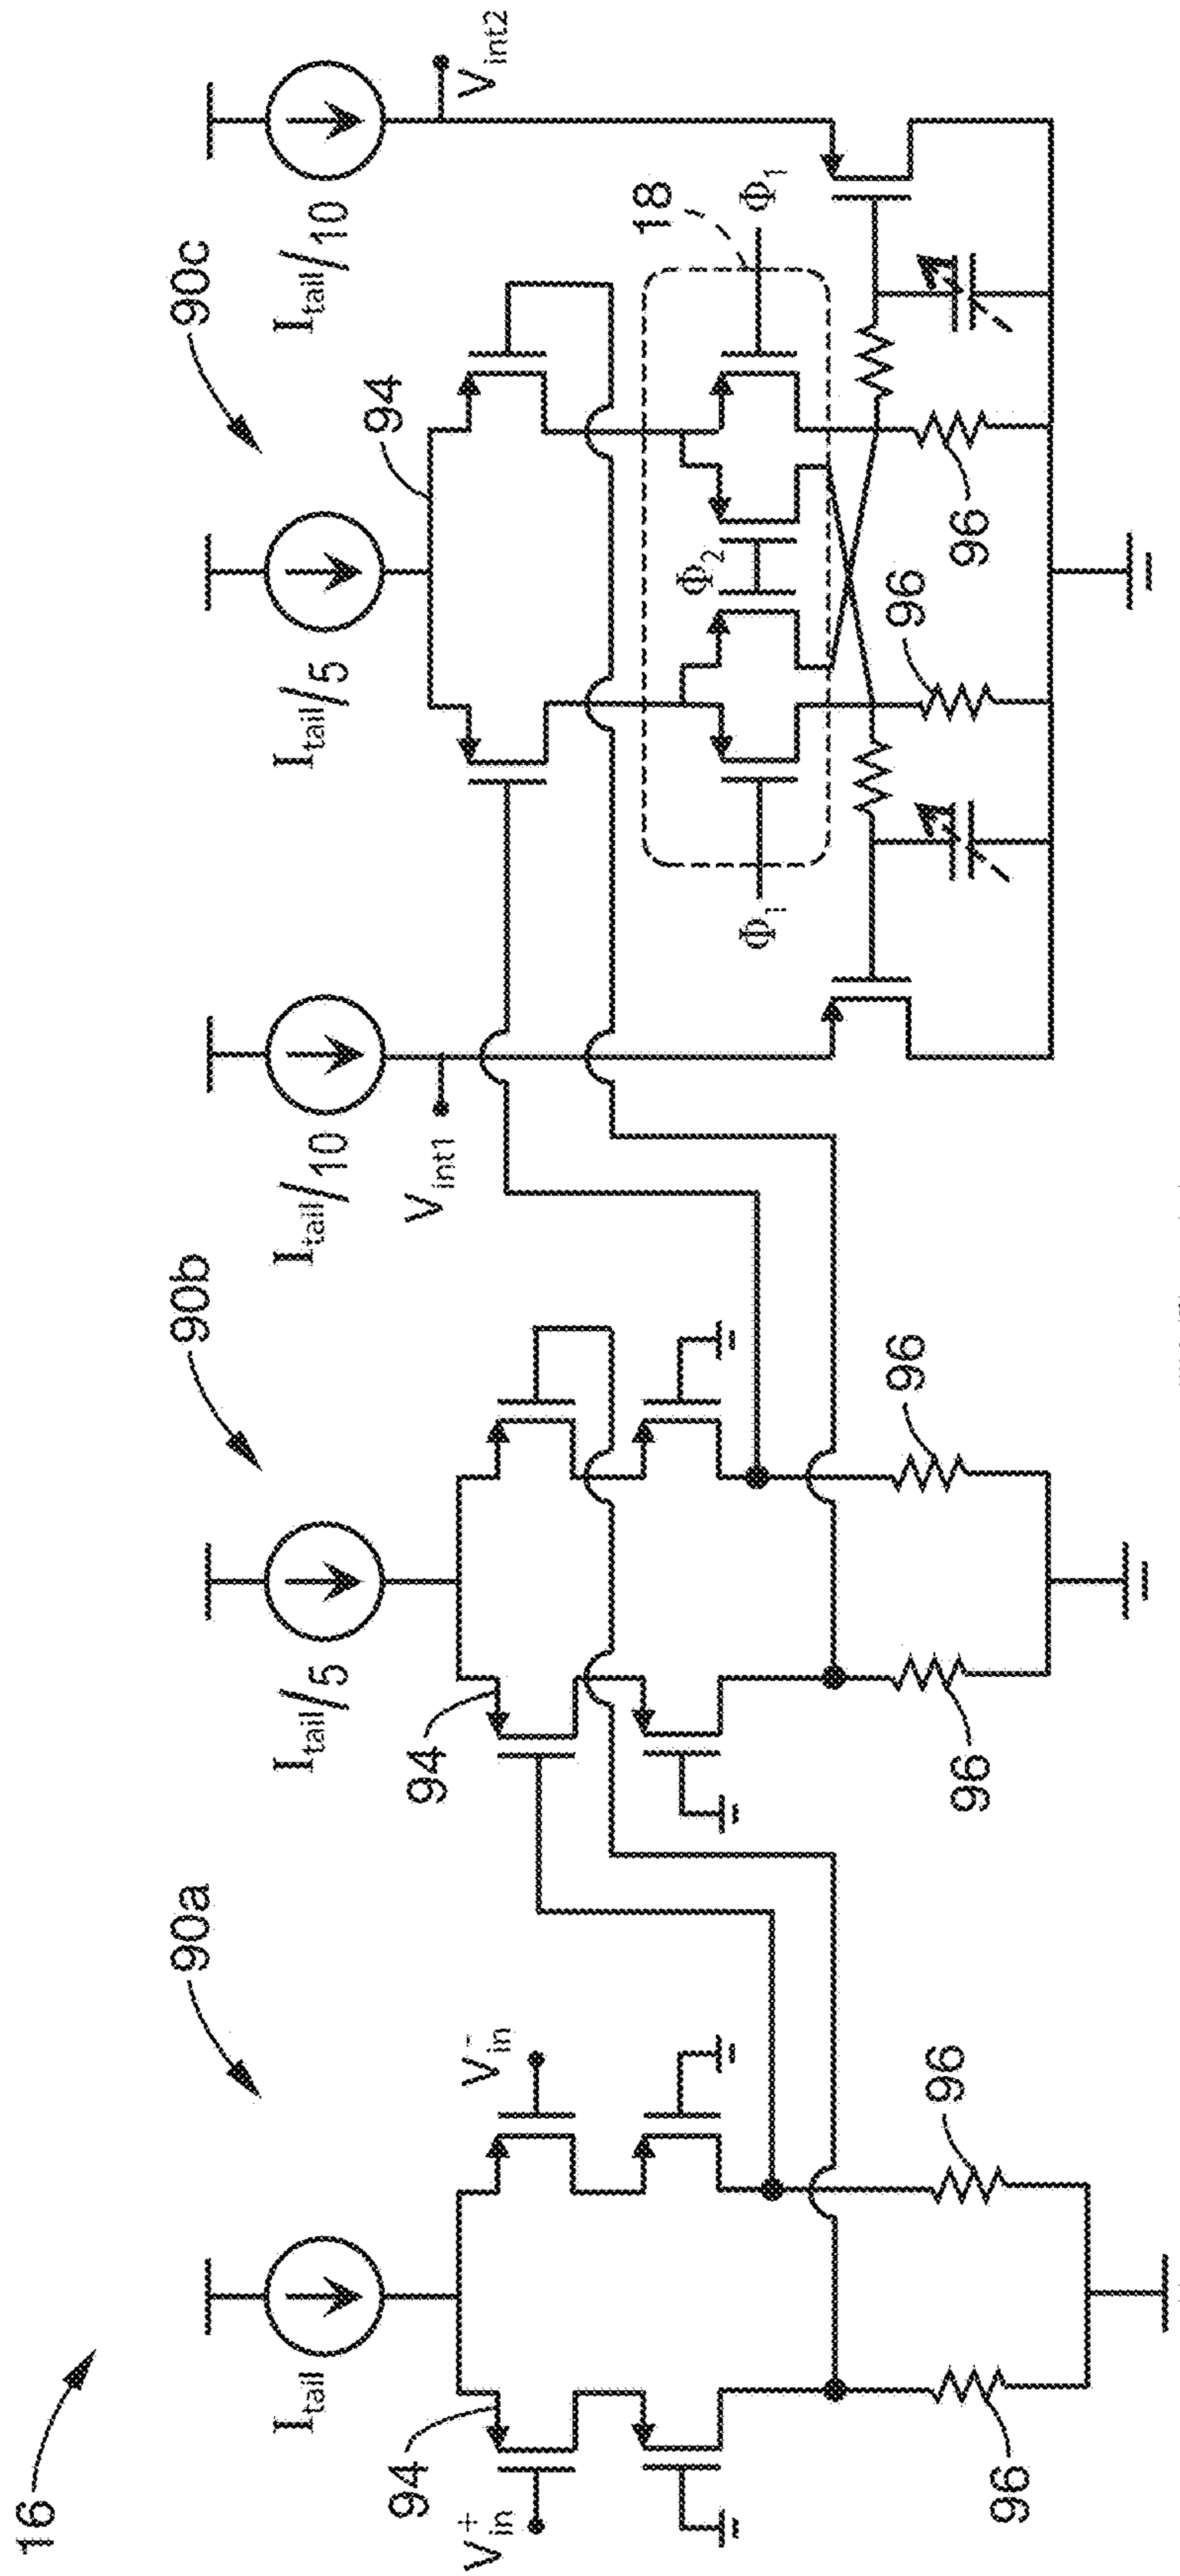 16
90a
90b
90c
I_tail
I_tail/5
I_tail/10
I_tail/5
I_tail/10
94
94
94
V_in^+
V_in^-
V_int1
V_int2
18
Φ_1
Φ_2
Φ_1
96
96
96
96
96
96